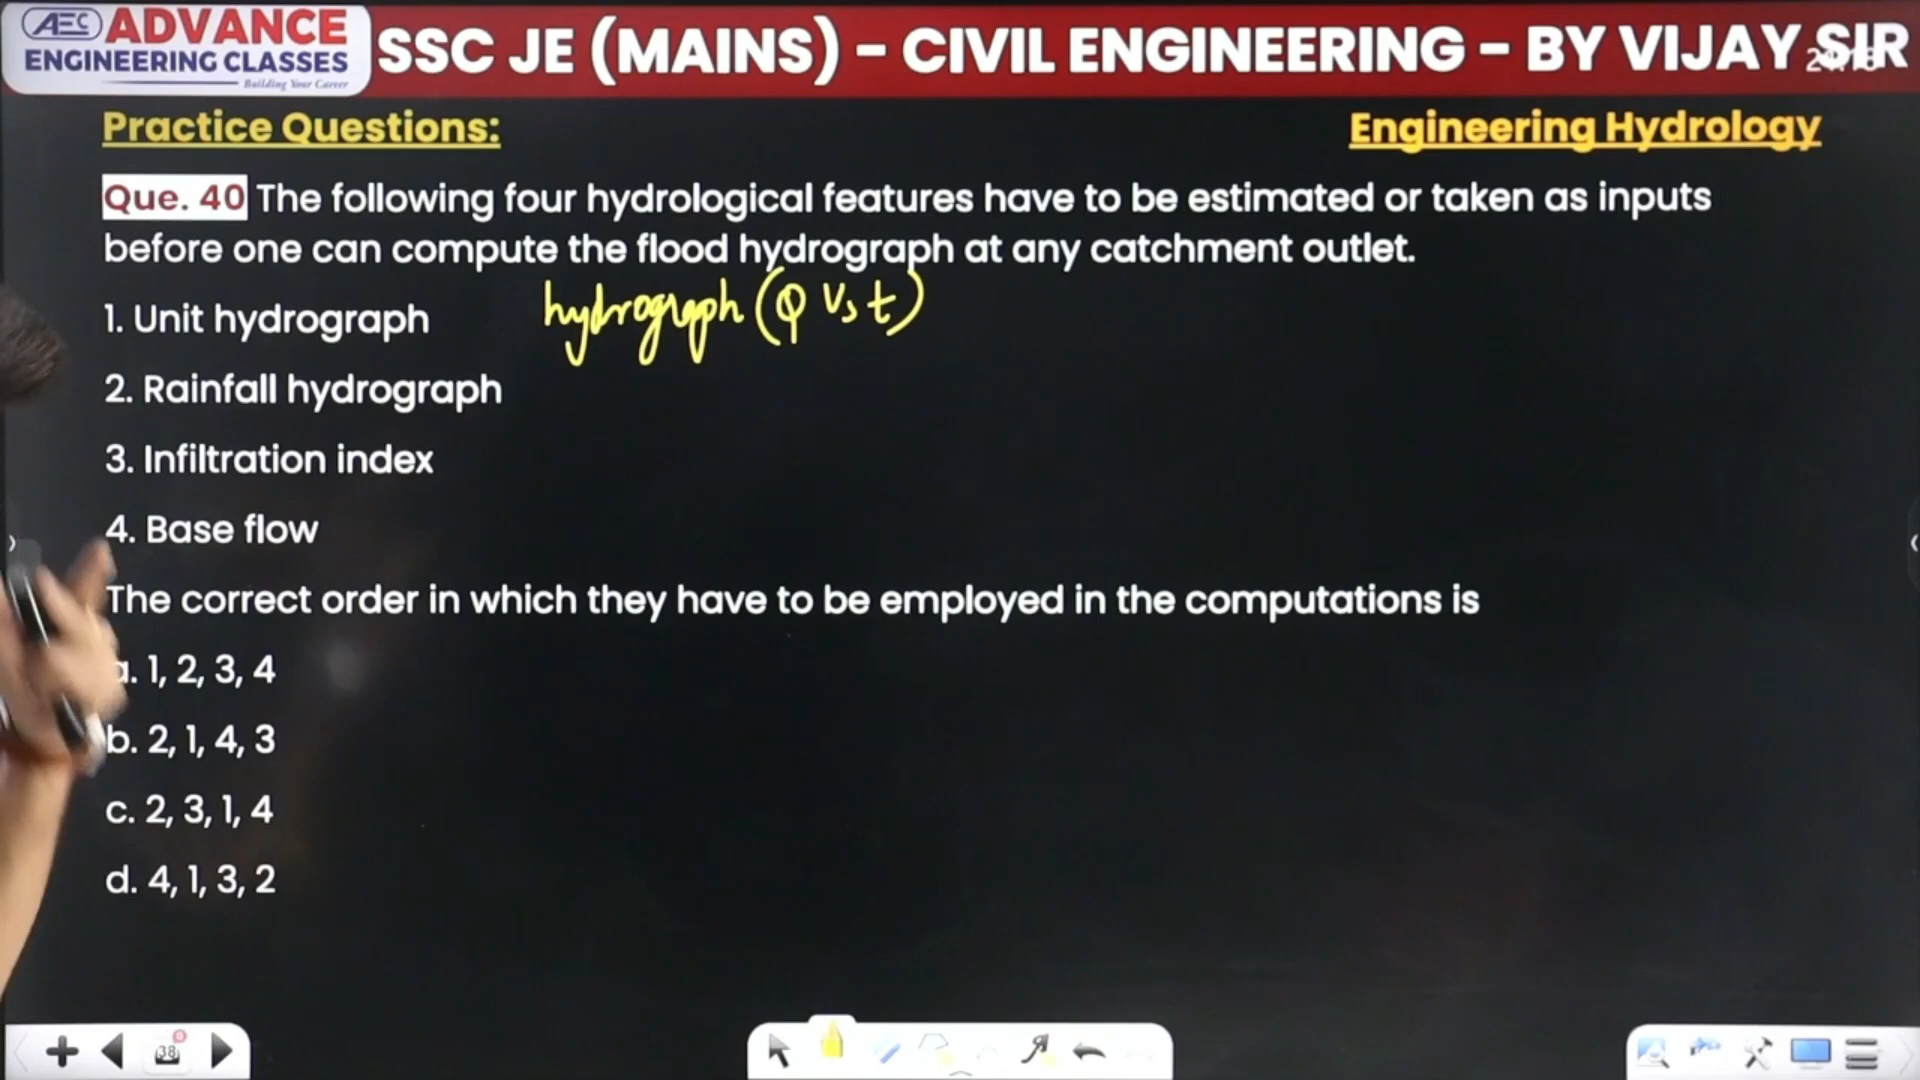 AEC ADVANCE
ENGINEERING CLASSES
Building Your Career
SSC JE (MAINS) - CIVIL ENGINEERING - BY VIJAY SIR
Practice Questions:
Engineering Hydrology
Que. 40 The following four hydrological features have to be estimated or taken as inputs
before one can compute the flood hydrograph at any catchment outlet.
hydrograph (Q Vs t)
1. Unit hydrograph
2. Rainfall hydrograph
3. Infiltration index
4. Base flow
The correct order in which they have to be employed in the computations is
a. 1, 2, 3, 4
b. 2, 1, 4, 3
c. 2, 3, 1, 4
d. 4, 1, 3, 2
38